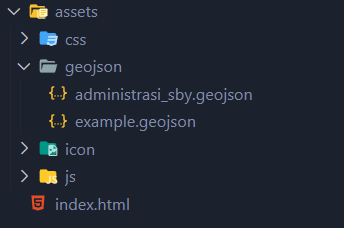 assets
css
geojson
administrasi_sby.geojson
example.geojson
icon
js
index.html